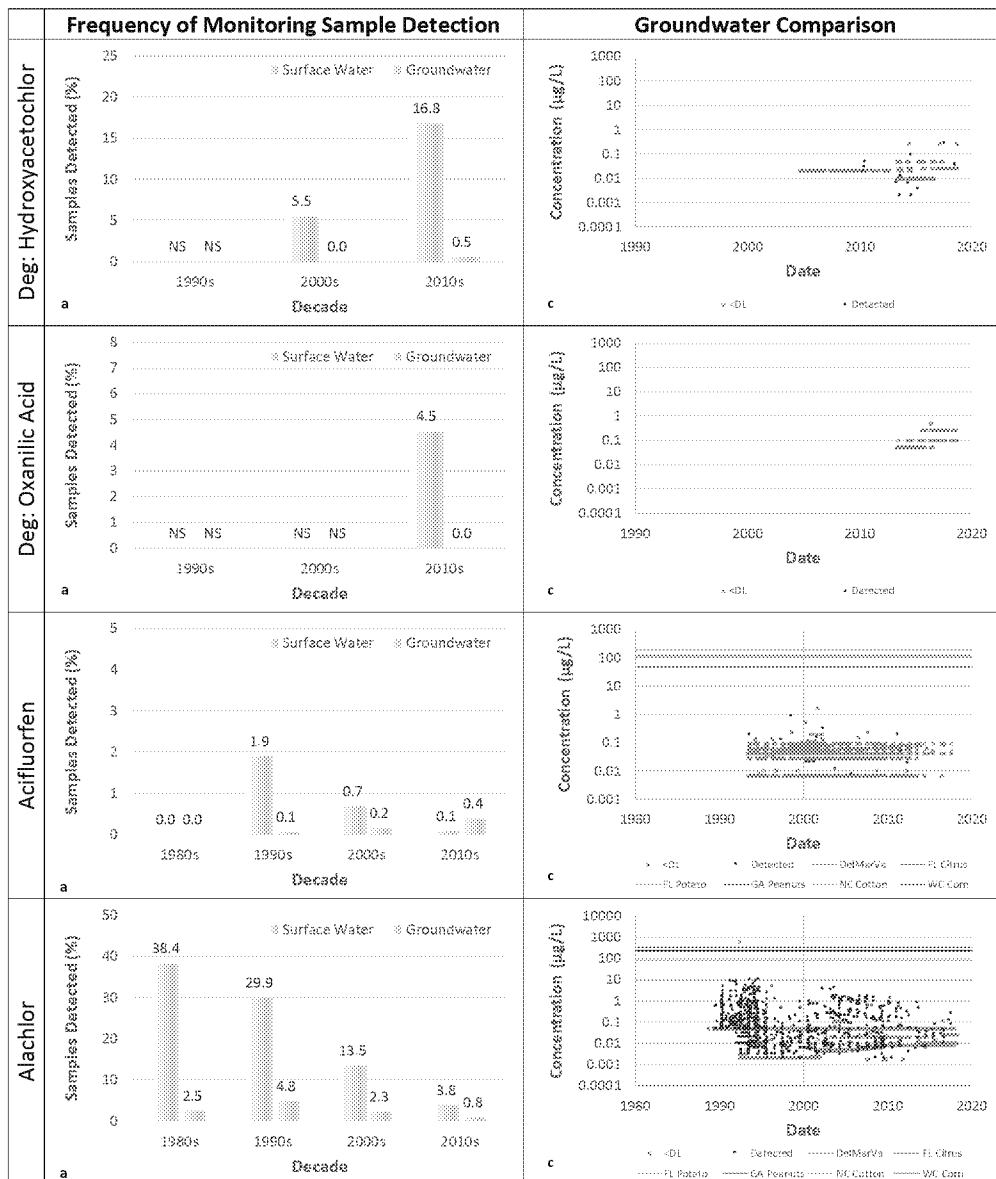 Frequency of Monitoring Sample Detection
Groundwater Comparison
Deg: Hydroxyacetochlor
Samples Detected (%)
25
20
15
10
5
0
Surface Water Groundwater
NS NS
5.5 0.0
16.8 0.5
1990s 2000s 2010s
Decade
a
Concentration (µg/L)
1000
100
10
1
0.1
0.01
0.001
0.0001
1990 2000 2010 2020
Date
c
<DL Detected
Deg: Oxanilic Acid
Samples Detected (%)
8
7
6
5
4
3
2
1
0
Surface Water Groundwater
NS NS
NS NS
4.5 0.0
1990s 2000s 2010s
Decade
a
Concentration (µg/L)
1000
100
10
1
0.1
0.01
0.001
0.0001
1990 2000 2010 2020
Date
c
<DL Detected
Acifluorfen
Samples Detected (%)
5
4
3
2
1
0
Surface Water Groundwater
0.0 0.0
1.9 0.1
0.7 0.2
0.1 0.4
1980s 1990s 2000s 2010s
Decade
a
Concentration (µg/L)
1000
100
10
1
0.1
0.01
0.001
1980 1990 2000 2010 2020
Date
c
<DL Detected DelMarVa FL Citrus
FL Potato GA Peanuts NC Cotton WC Corn
Alachlor
Samples Detected (%)
50
40
30
20
10
0
Surface Water Groundwater
38.4 2.5
29.9 4.8
13.5 2.3
3.8 0.8
1980s 1990s 2000s 2010s
Decade
a
Concentration (µg/L)
10000
1000
100
10
1
0.1
0.01
0.001
0.0001
1980 1990 2000 2010 2020
Date
c
<DL Detected DelMarVa FL Citrus
FL Potato GA Peanuts NC Cotton WC Corn